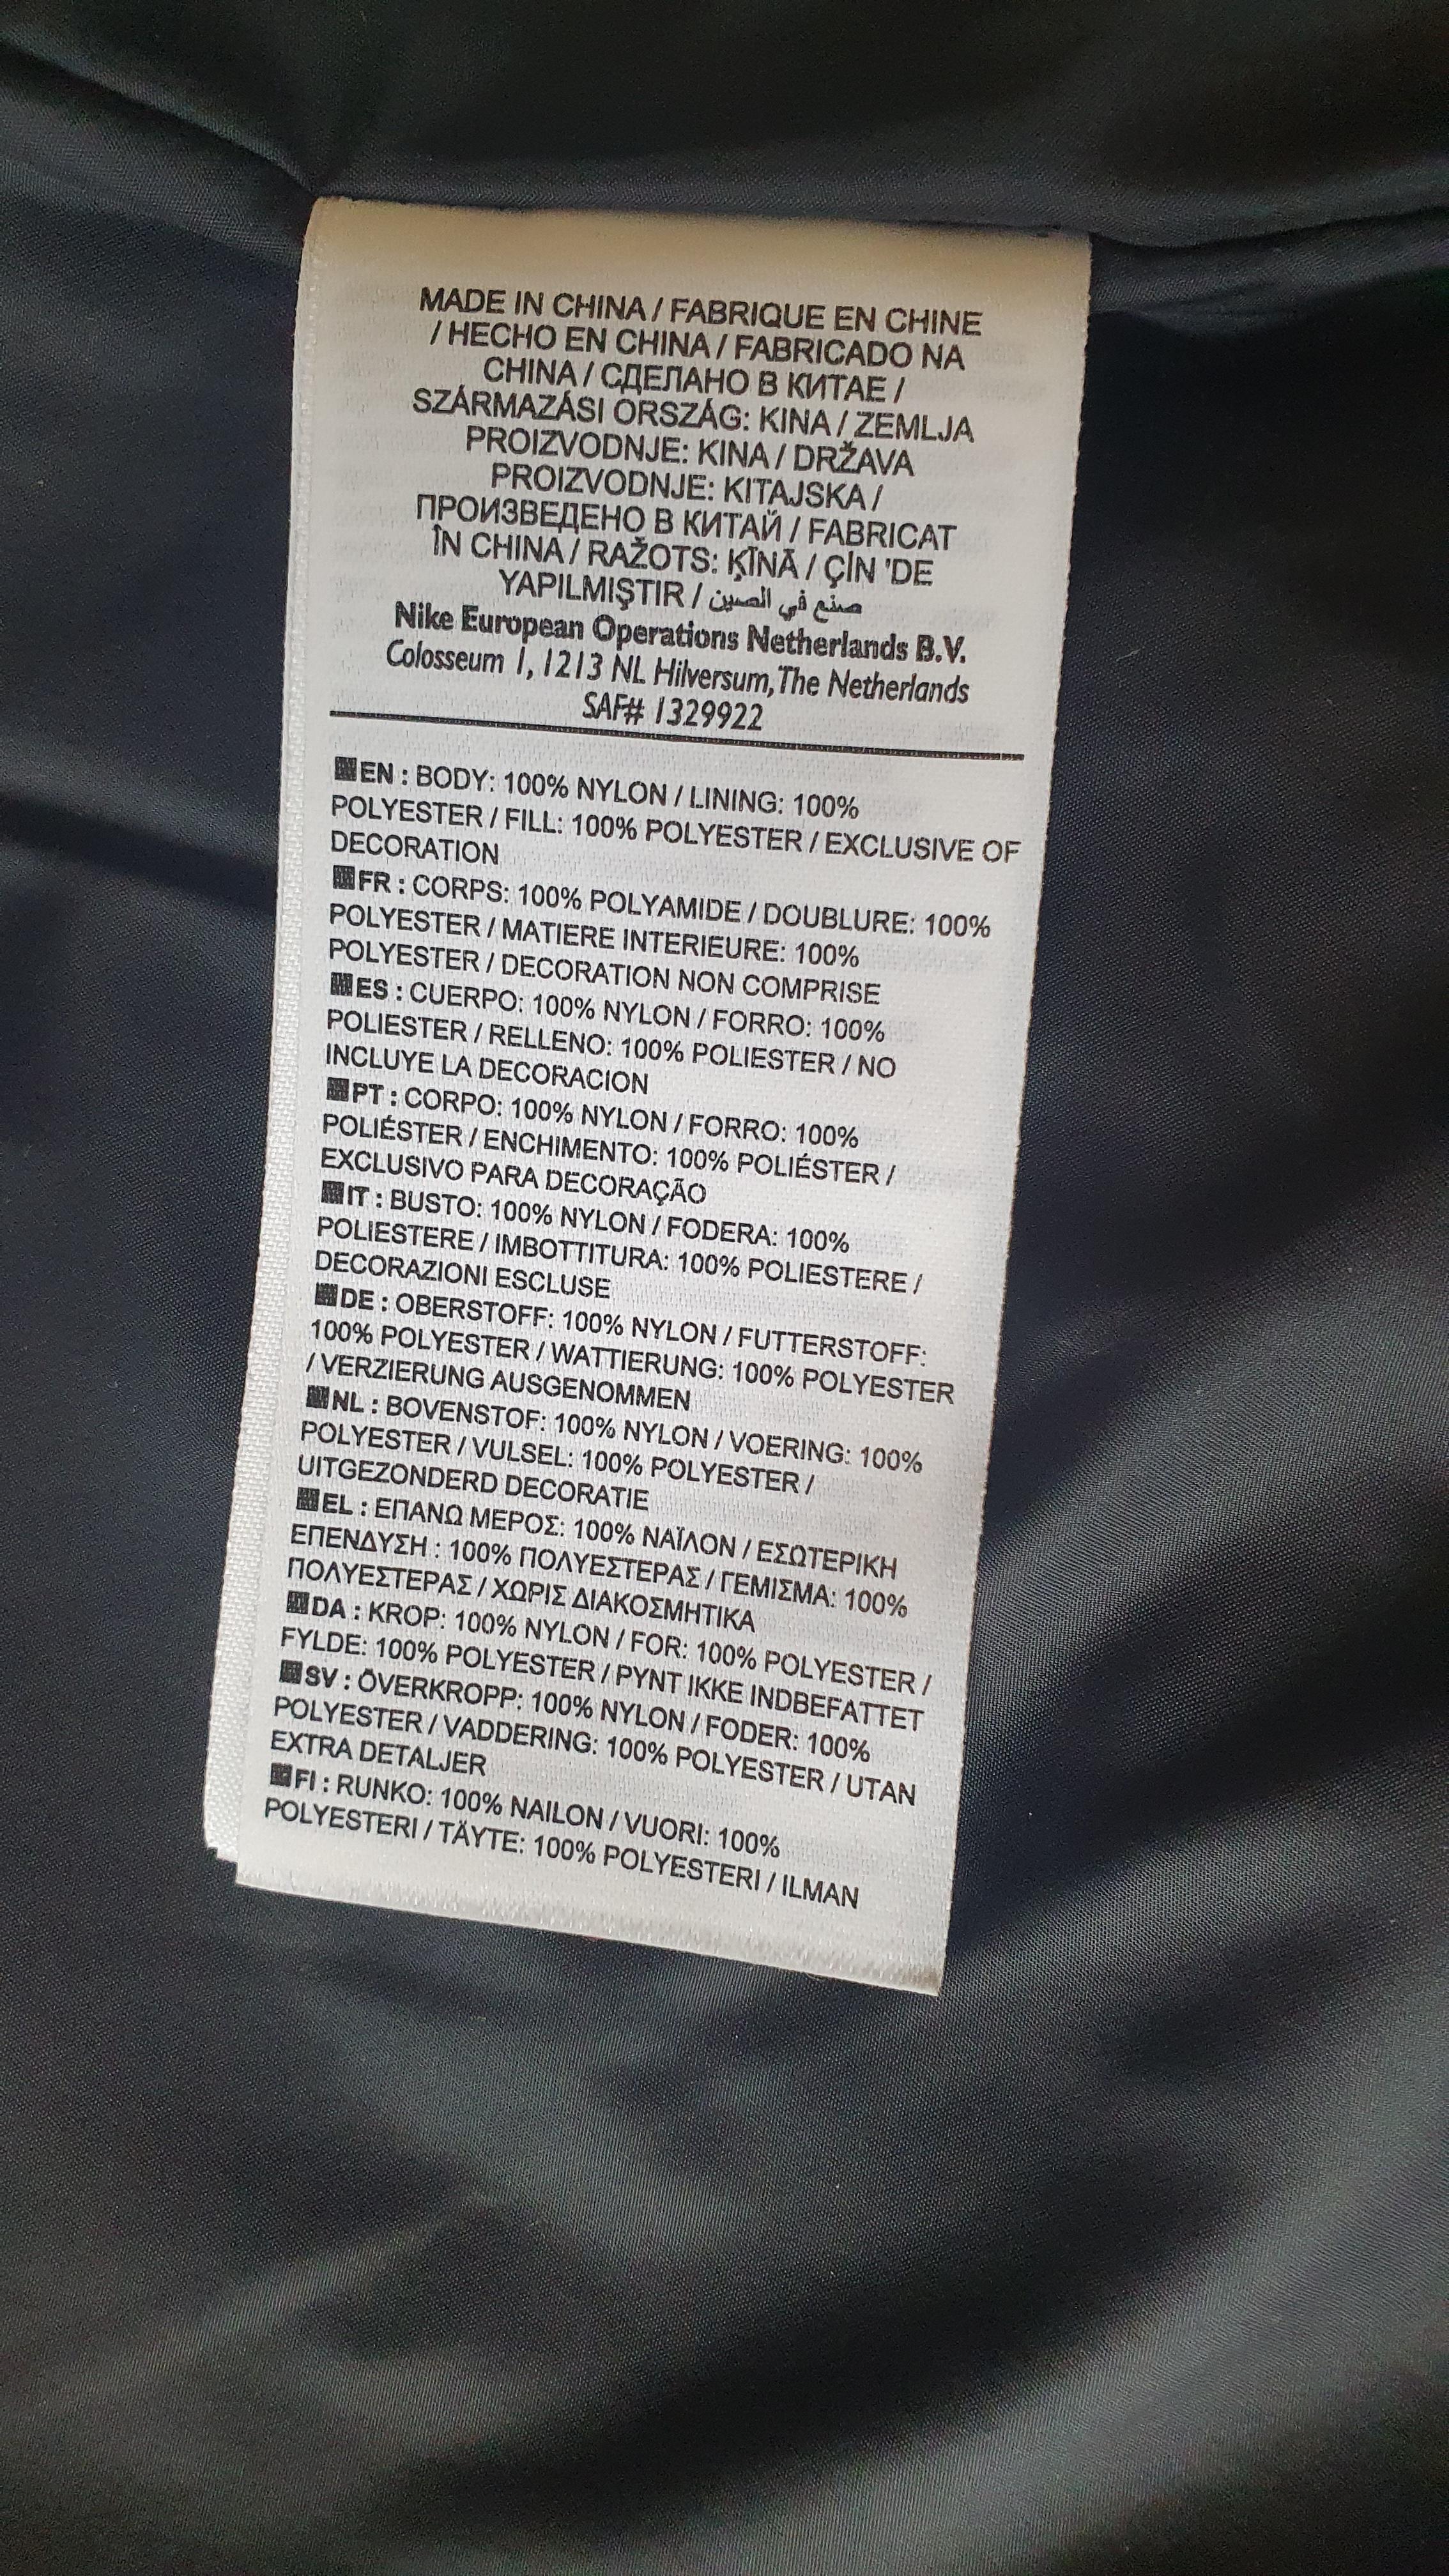 MADE IN CHINA / FABRIQUE EN CHINE
/ HECHO EN CHINA / FABRICADO NA
CHINA / СДЕЛАНО В КИТАЕ /
SZÁRMAZÁSI ORSZÁG: KINA / ZEMLJA
PROIZVODNJE: KINA / DRŽAVA
PROIZVODNJE: KITAJSKA /
ПРОИЗВЕДЕНО В КИТАЙ / FABRICAT
ÎN CHINA / RAŽOTS: ĶĪNĀ / ÇİN 'DE
YAPILMIŞTIR / صنع في الصين
Nike European Operations Netherlands B.V.
Colosseum 1, 1213 NL Hilversum, The Netherlands
SAF# 1329922
EN : BODY: 100% NYLON / LINING: 100%
POLYESTER / FILL: 100% POLYESTER / EXCLUSIVE OF
DECORATION
FR : CORPS: 100% POLYAMIDE / DOUBLURE: 100%
POLYESTER / MATIERE INTERIEURE: 100%
POLYESTER / DECORATION NON COMPRISE
ES : CUERPO: 100% NYLON / FORRO: 100%
POLIESTER / RELLENO: 100% POLIESTER / NO
INCLUYE LA DECORACION
PT : CORPO: 100% NYLON / FORRO: 100%
POLIÉSTER / ENCHIMENTO: 100% POLIÉSTER /
EXCLUSIVO PARA DECORAÇÃO
IT : BUSTO: 100% NYLON / FODERA: 100%
POLIESTERE / IMBOTTITURA: 100% POLIESTERE /
DECORAZIONI ESCLUSE
DE : OBERSTOFF: 100% NYLON / FUTTERSTOFF:
100% POLYESTER / WATTIERUNG: 100% POLYESTER
/ VERZIERUNG AUSGENOMMEN
NL : BOVENSTOF: 100% NYLON / VOERING: 100%
POLYESTER / VULSEL: 100% POLYESTER /
UITGEZONDERD DECORATIE
EL : ΕΠΑΝΩ ΜΕΡΟΣ: 100% ΝΑΪΛΟΝ / ΕΣΩΤΕΡΙΚΗ
ΕΠΕΝΔΥΣΗ : 100% ΠΟΛΥΕΣΤΕΡΑΣ / ΓΕΜΙΣΜΑ: 100%
ΠΟΛΥΕΣΤΕΡΑΣ / ΧΩΡΙΣ ΔΙΑΚΟΣΜΗΤΙΚΑ
DA : KROP: 100% NYLON / FOR: 100% POLYESTER /
FYLDE: 100% POLYESTER / PYNT IKKE INDBEFATTET
SV : ÖVERKROPP: 100% NYLON / FODER: 100%
POLYESTER / VADDERING: 100% POLYESTER / UTAN
EXTRA DETALJER
FI : RUNKO: 100% NAILON / VUORI: 100%
POLYESTERI / TÄYTE: 100% POLYESTERI / ILMAN